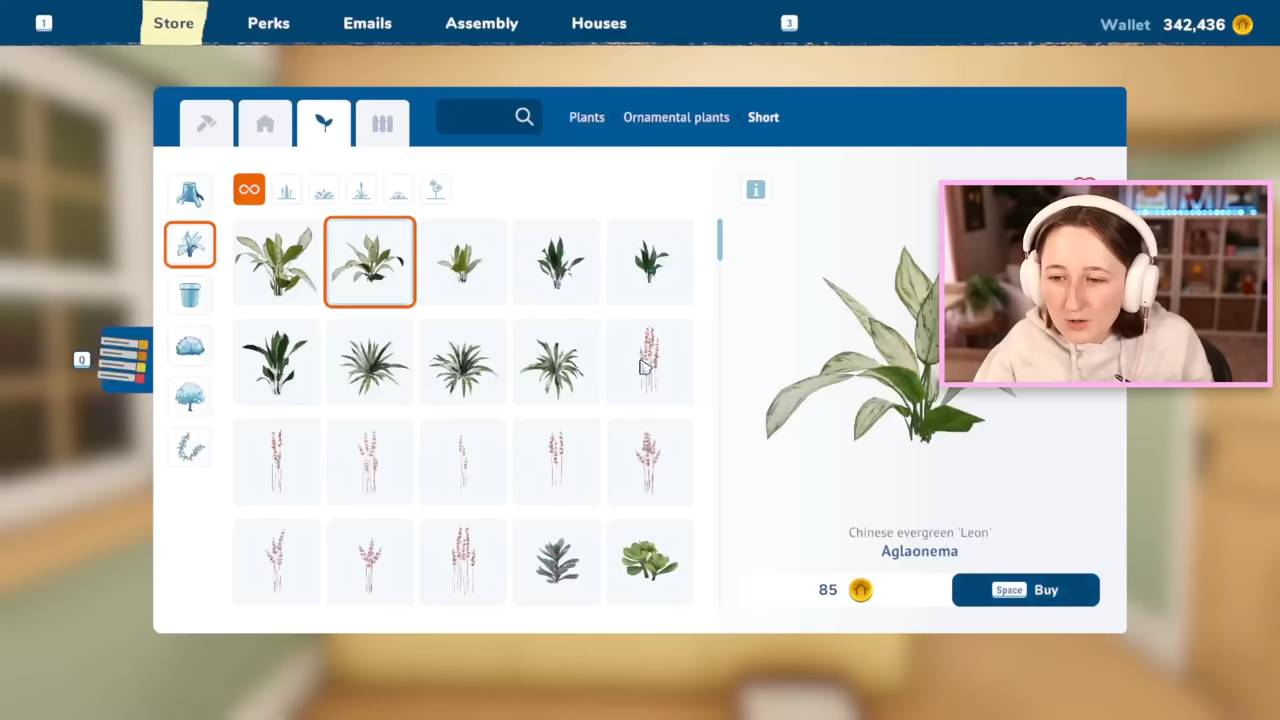 1 Store Perks Emails Assembly Houses 3 Wallet 342,436
Plants Ornamental plants Short
i
Q
Chinese evergreen 'Leon'
Aglaonema
85 Space Buy